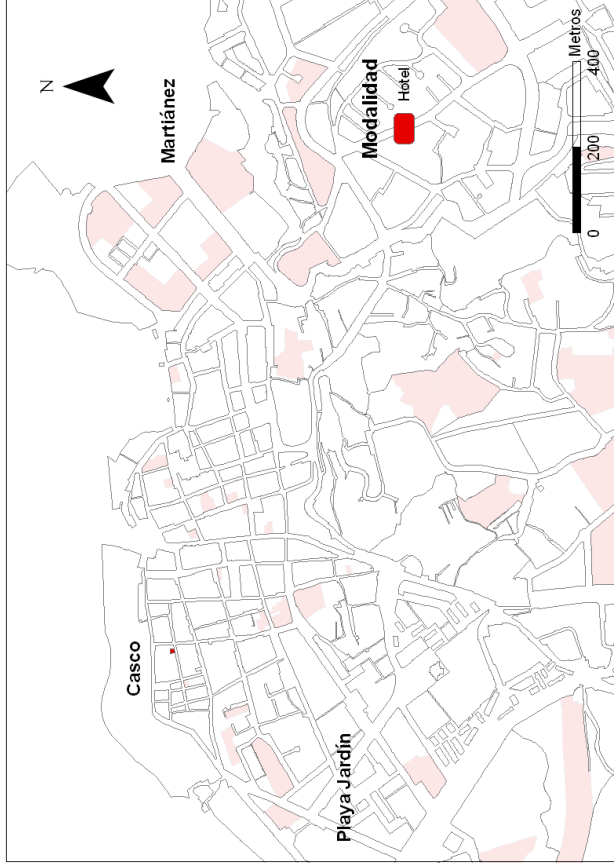 N
Martiánez
Casco
Playa Jardín
Modalidad
Hotel
0 200 400 Metros